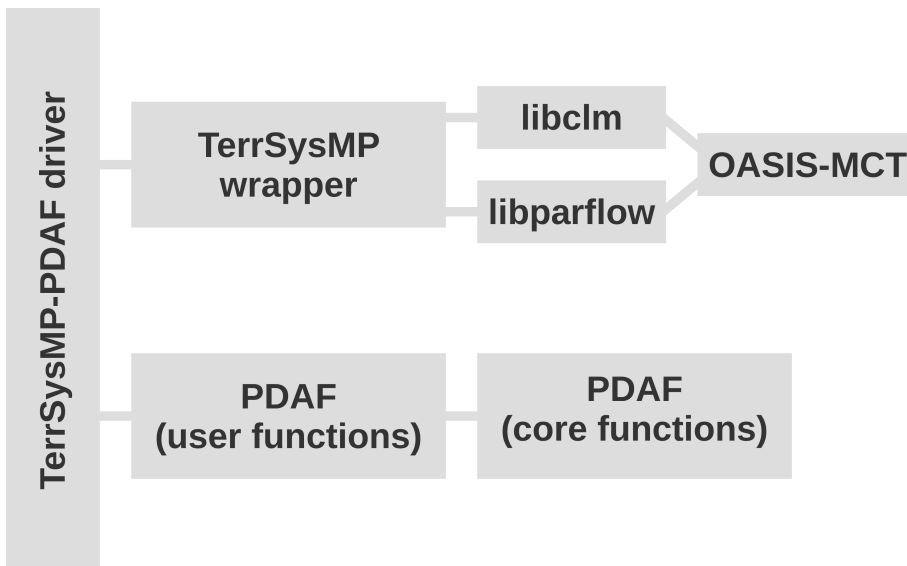 TerrSysMP-PDAF driver
TerrSysMP
wrapper
libclm
libparflow
OASIS-MCT
PDAF
(user functions)
PDAF
(core functions)